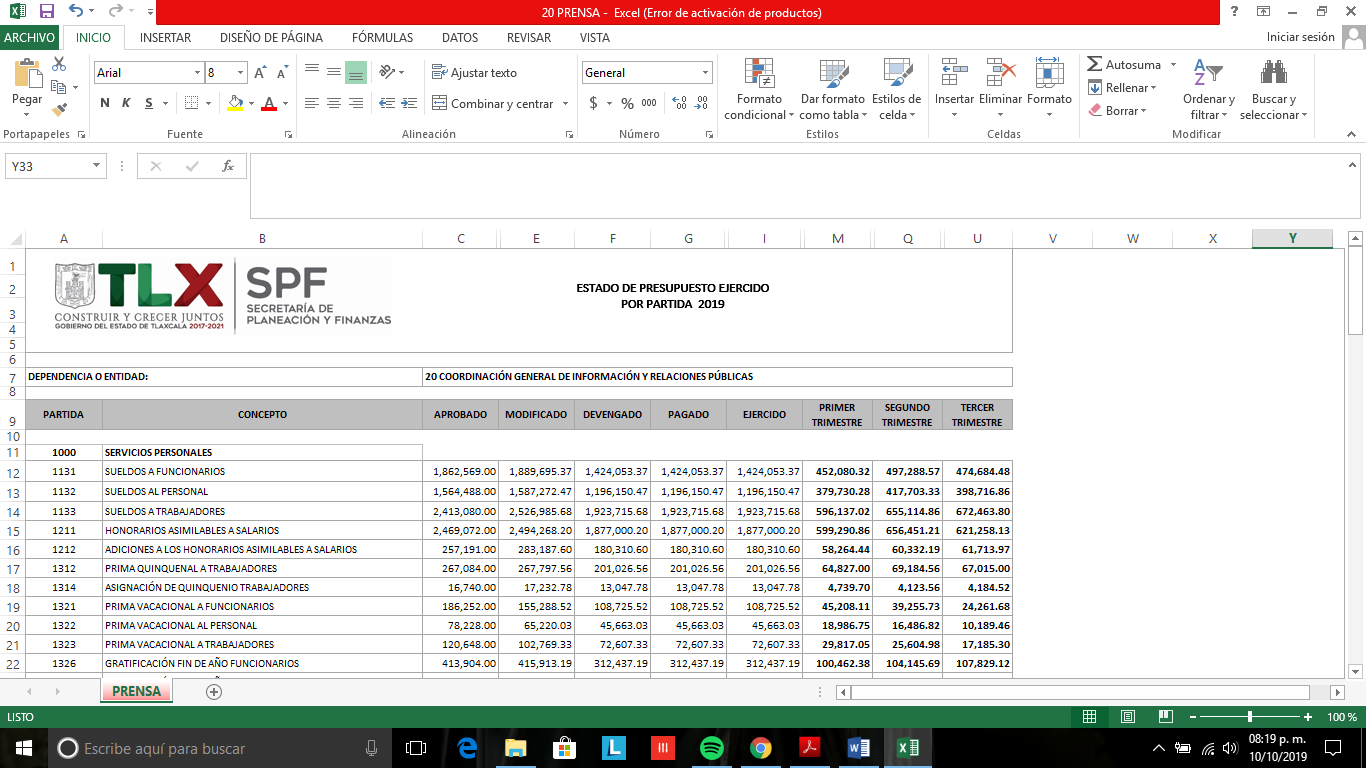 20 PRENSA - Excel (Error de activación de productos)
ARCHIVO INICIO INSERTAR DISEÑO DE PÁGINA FÓRMULAS DATOS REVISAR VISTA Iniciar sesión
Pegar
Portapapeles
Arial 8
N K S
Fuente
Ajustar texto
Combinar y centrar
Alineación
General
$ % 000
Número
Formato condicional
Dar formato como tabla
Estilos de celda
Estilos
Insertar Eliminar Formato
Celdas
Autosuma
Rellenar
Borrar
Ordenar y filtrar
Buscar y seleccionar
Modificar
Y33 fx
A B C E F G I M Q U V W X Y
TLX SPF
CONSTRUIR Y CRECER JUNTOS
GOBIERNO DEL ESTADO DE TLAXCALA 2017-2021
SECRETARÍA DE
PLANEACIÓN Y FINANZAS
ESTADO DE PRESUPUESTO EJERCIDO
POR PARTIDA 2019
1
2
3
4
5
6
7 DEPENDENCIA O ENTIDAD: 20 COORDINACIÓN GENERAL DE INFORMACIÓN Y RELACIONES PÚBLICAS
8
9 PARTIDA CONCEPTO APROBADO MODIFICADO DEVENGADO PAGADO EJERCIDO PRIMER TRIMESTRE SEGUNDO TRIMESTRE TERCER TRIMESTRE
10
11 1000 SERVICIOS PERSONALES
12 1131 SUELDOS A FUNCIONARIOS 1,862,569.00 1,889,695.37 1,424,053.37 1,424,053.37 1,424,053.37 452,080.32 497,288.57 474,684.48
13 1132 SUELDOS AL PERSONAL 1,564,488.00 1,587,272.47 1,196,150.47 1,196,150.47 1,196,150.47 379,730.28 417,703.33 398,716.86
14 1133 SUELDOS A TRABAJADORES 2,413,080.00 2,526,985.68 1,923,715.68 1,923,715.68 1,923,715.68 596,137.02 655,114.86 672,463.80
15 1211 HONORARIOS ASIMILABLES A SALARIOS 2,469,072.00 2,494,268.20 1,877,000.20 1,877,000.20 1,877,000.20 599,290.86 656,451.21 621,258.13
16 1212 ADICIONES A LOS HONORARIOS ASIMILABLES A SALARIOS 257,191.00 283,187.60 180,310.60 180,310.60 180,310.60 58,264.44 60,332.19 61,713.97
17 1312 PRIMA QUINQUENAL A TRABAJADORES 267,084.00 267,797.56 201,026.56 201,026.56 201,026.56 64,827.00 69,184.56 67,015.00
18 1314 ASIGNACIÓN DE QUINQUENIO TRABAJADORES 16,740.00 17,232.78 13,047.78 13,047.78 13,047.78 4,739.70 4,123.56 4,184.52
19 1321 PRIMA VACACIONAL A FUNCIONARIOS 186,252.00 155,288.52 108,725.52 108,725.52 108,725.52 45,208.11 39,255.73 24,261.68
20 1322 PRIMA VACACIONAL AL PERSONAL 78,228.00 65,220.03 45,663.03 45,663.03 45,663.03 18,986.75 16,486.82 10,189.46
21 1323 PRIMA VACACIONAL A TRABAJADORES 120,648.00 102,769.33 72,607.33 72,607.33 72,607.33 29,817.05 25,604.98 17,185.30
22 1326 GRATIFICACIÓN FIN DE AÑO FUNCIONARIOS 413,904.00 415,913.19 312,437.19 312,437.19 312,437.19 100,462.38 104,145.69 107,829.12
PRENSA
LISTO 100 %
Escribe aquí para buscar
08:19 p. m.
10/10/2019